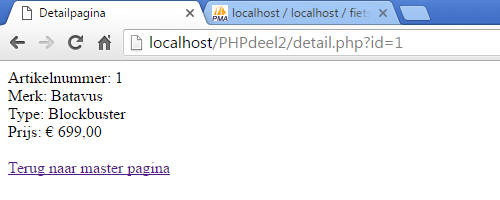 Detailpagina
localhost / localhost / fiets
localhost/PHPdeel2/detail.php?id=1
Artikelnummer: 1
Merk: Batavus
Type: Blockbuster
Prijs: € 699,00
Terug naar master pagina